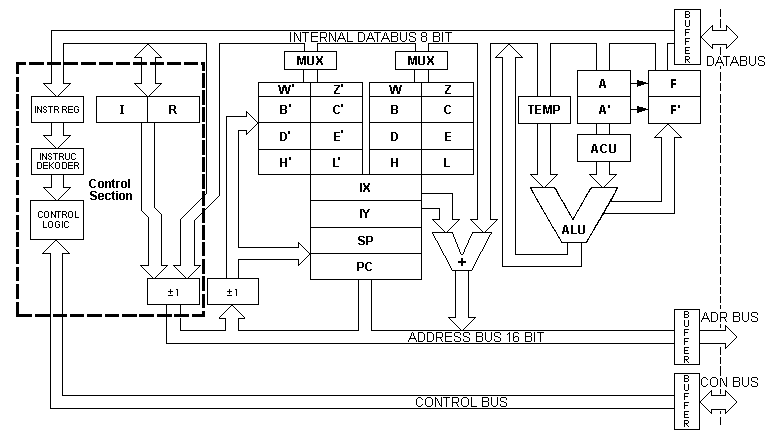 INTERNAL DATABUS 8 BIT
BUFFER
DATABUS
MUX
MUX
INSTR REG
I
R
W'
Z'
W
Z
B'
C'
B
C
D'
E'
D
E
H'
L'
H
L
TEMP
A
F
A'
F'
ACU
INSTRUC
DEKODER
Control
Section
CONTROL
LOGIC
IX
IY
SP
PC
+
ALU
±1
±1
ADDRESS BUS 16 BIT
BUFFER
ADR BUS
CONTROL BUS
BUFFER
CON BUS